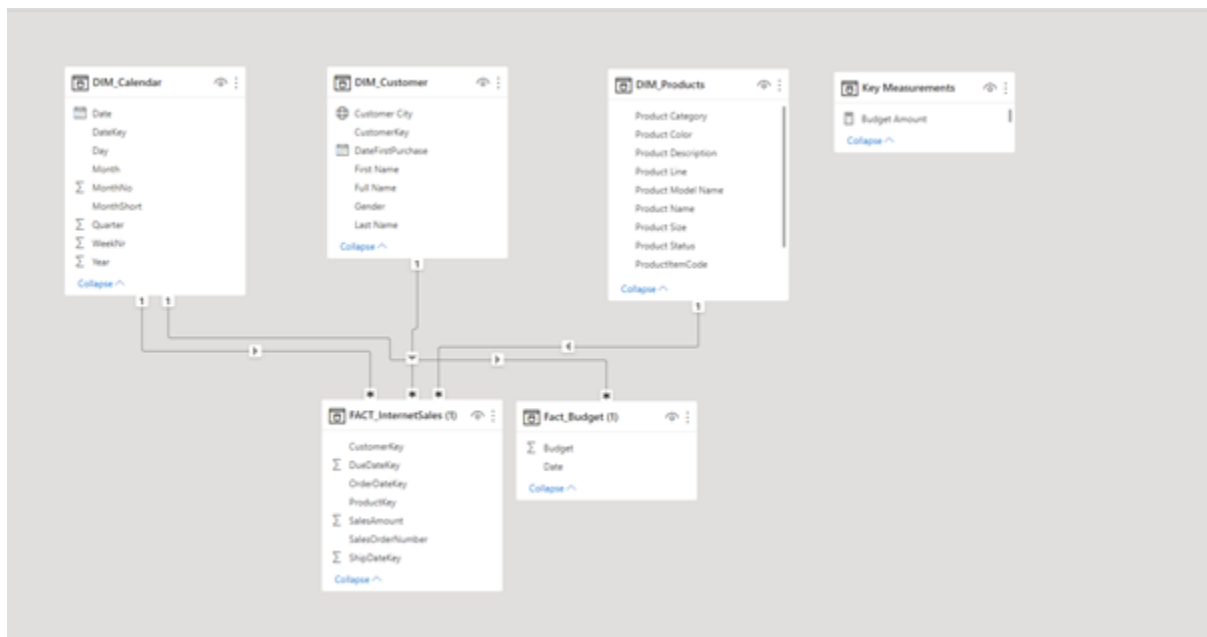 DIM_Calendar
Date
DateKey
Day
Month
MonthNo
MonthShort
Quarter
WeekNr
Year
Collapse
DIM_Customer
Customer City
CustomerKey
DateFirstPurchase
First Name
Full Name
Gender
Last Name
Collapse
DIM_Products
Product Category
Product Color
Product Description
Product Line
Product Model Name
Product Name
Product Size
Product Status
ProductItemCode
Collapse
Key Measurements
Budget Amount
Collapse
1 1
1
1
* * *
*
FACT_InternetSales (1)
CustomerKey
DueDateKey
OrderDateKey
ProductKey
SalesAmount
SalesOrderNumber
ShipDateKey
Collapse
Fact_Budget (1)
Budget
Date
Collapse